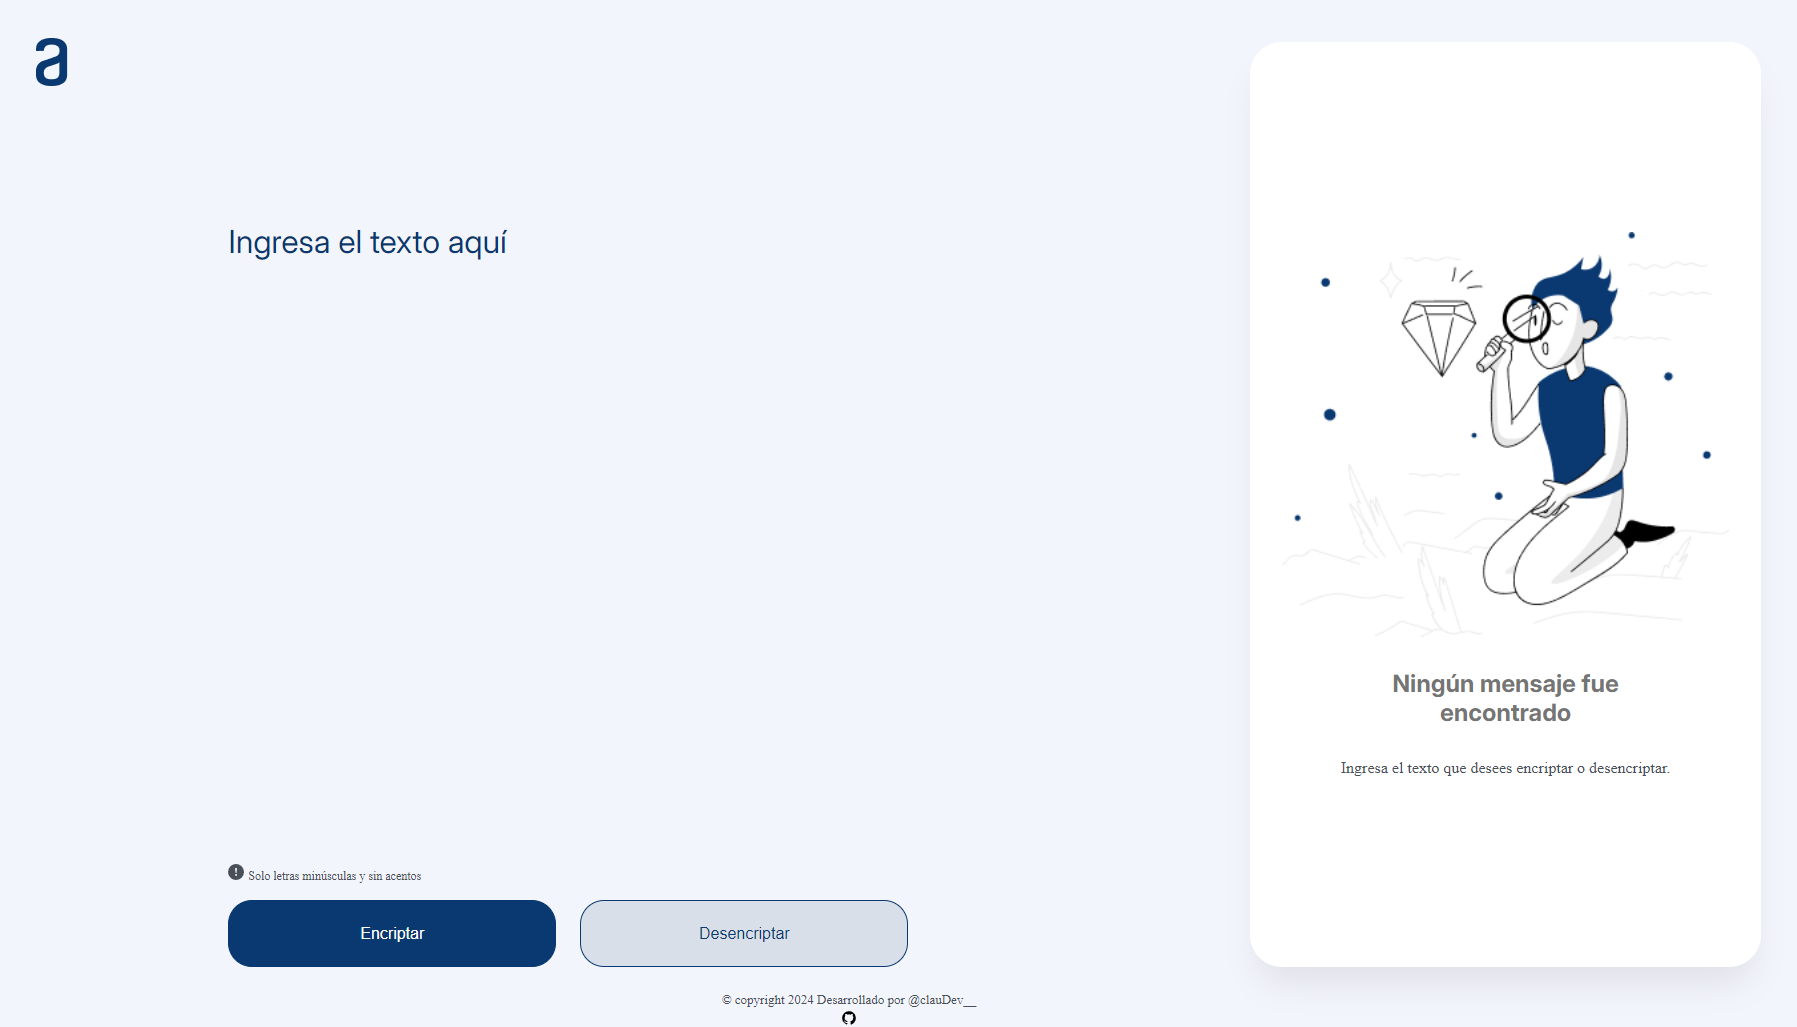 a
Ingresa el texto aquí
Ningún mensaje fue
encontrado
Ingresa el texto que desees encriptar o desencriptar.
! Solo letras minúsculas y sin acentos
Encriptar
Desencriptar
© copyright 2024 Desarrollado por @clauDev__